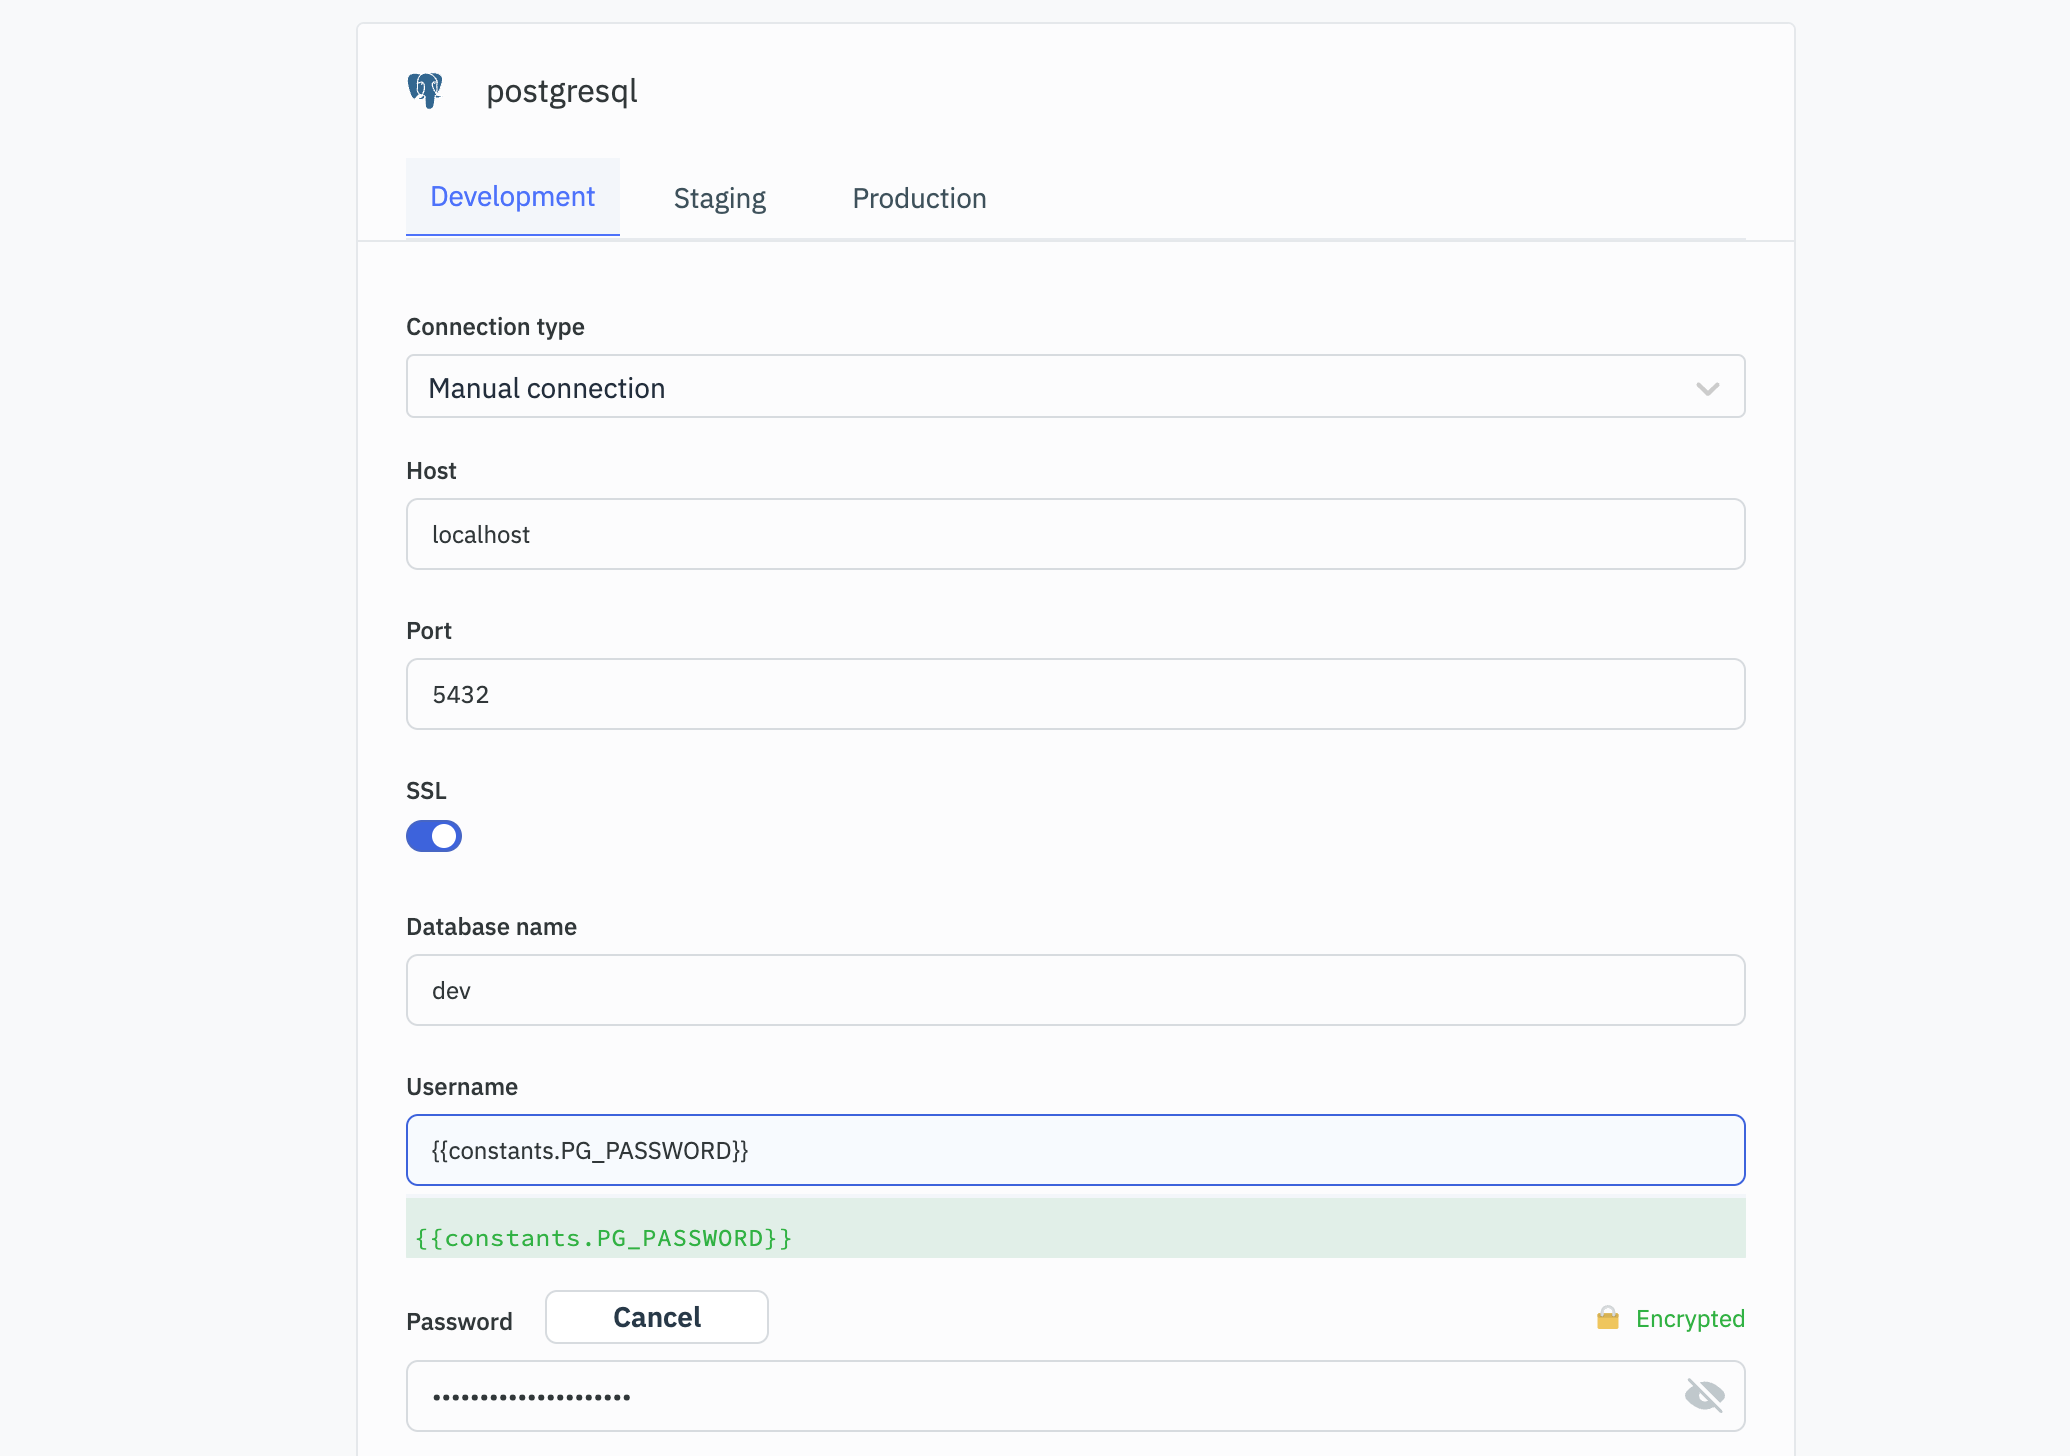 postgresql
Development Staging Production
Connection type
Manual connection
Host
localhost
Port
5432
SSL
Database name
dev
Username
{{constants.PG_PASSWORD}}
{{constants.PG_PASSWORD}}
Password Cancel Encrypted
•••••••••••••••••••••